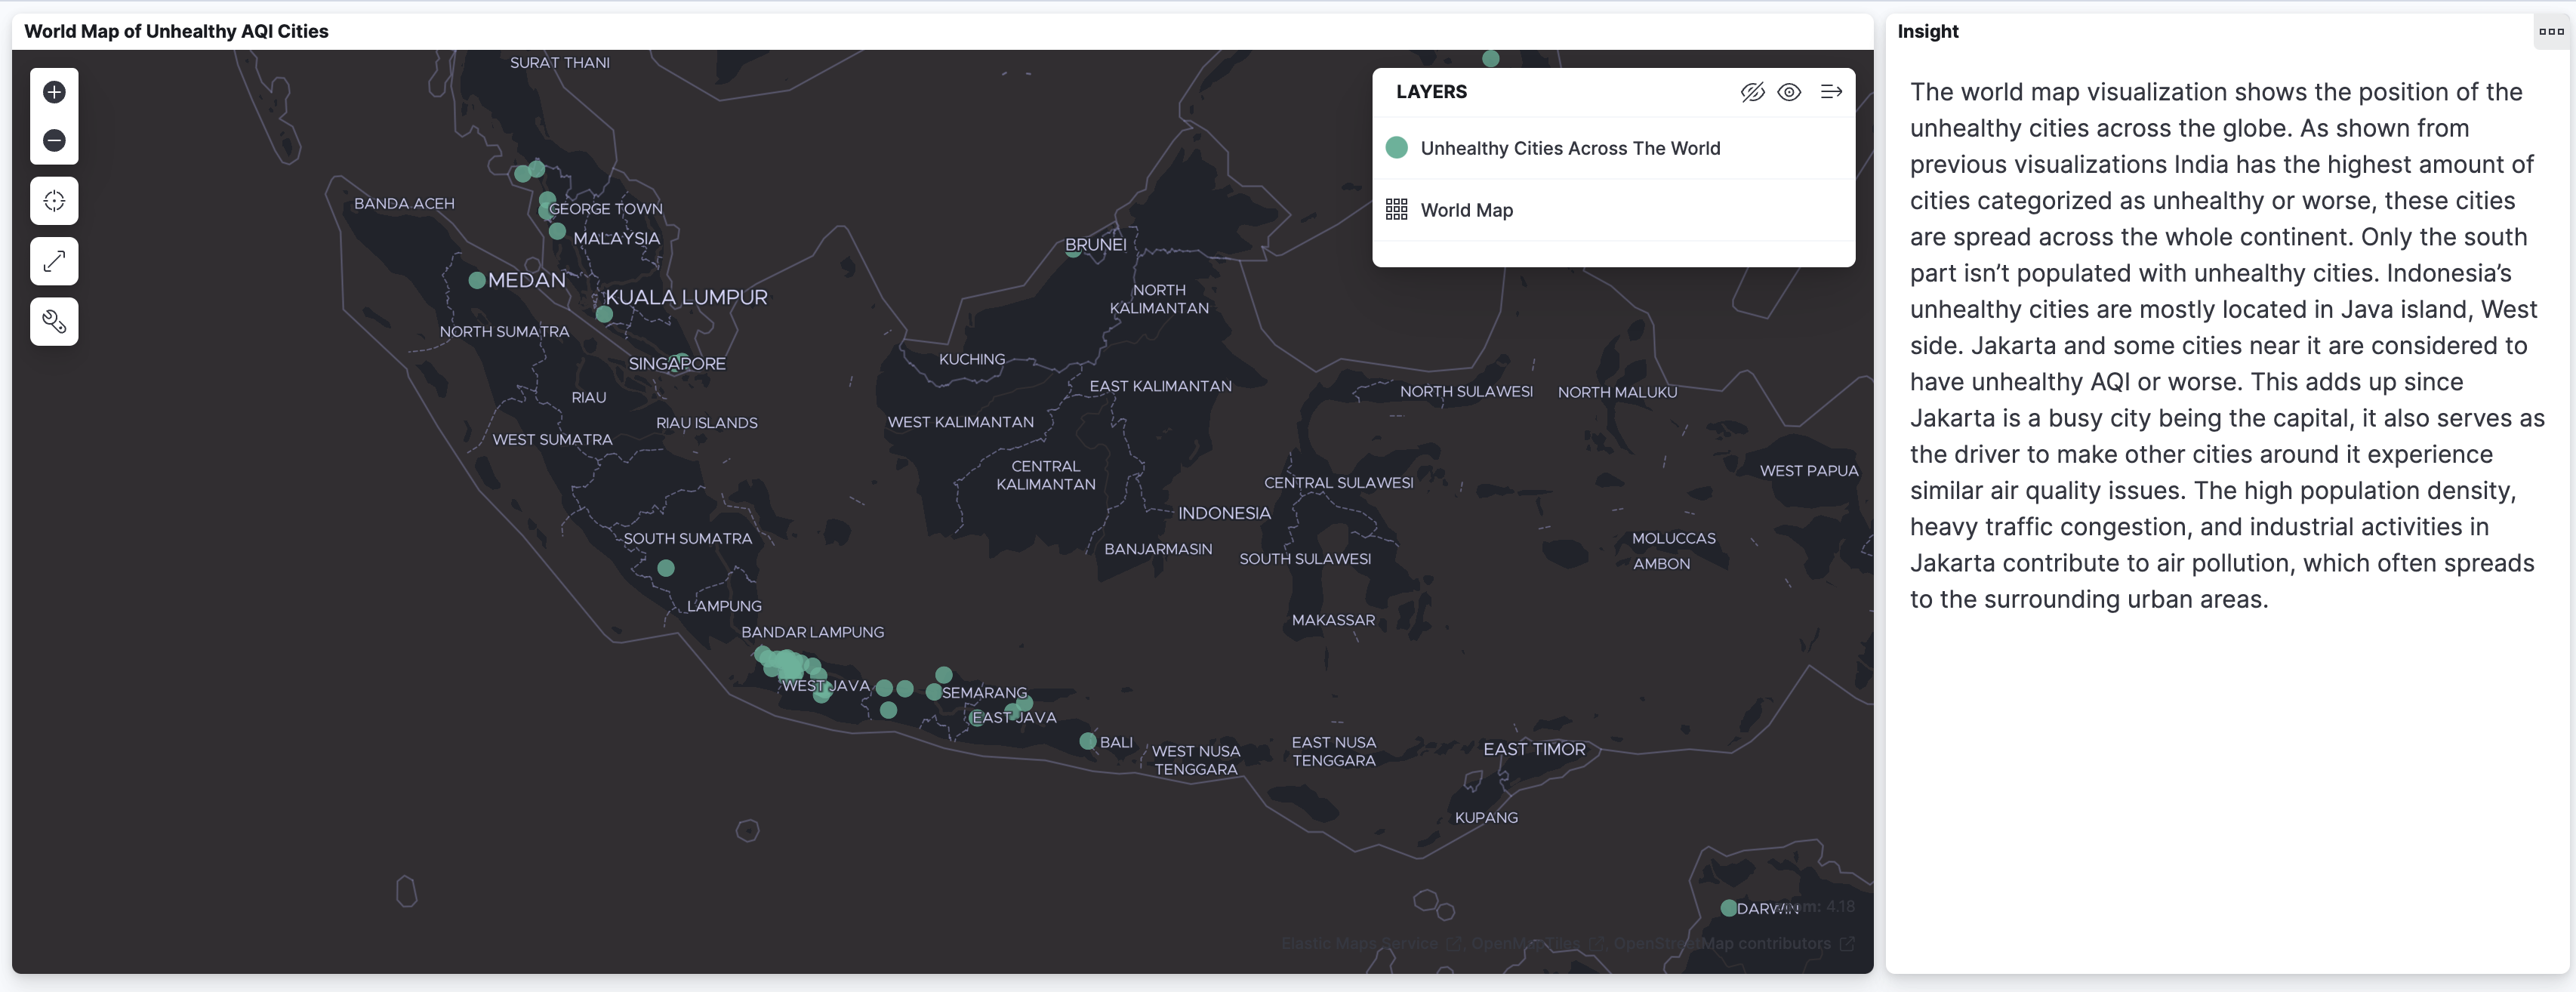 World Map of Unhealthy AQI Cities
SURAT THANI
BANDA ACEH
GEORGE TOWN
MALAYSIA
MEDAN
KUALA LUMPUR
NORTH SUMATRA
SINGAPORE
RIAU
RIAU ISLANDS
WEST SUMATRA
SOUTH SUMATRA
LAMPUNG
BANDAR LAMPUNG
WEST JAVA
SEMARANG
EAST JAVA
BALI
BRUNEI
NORTH
KALIMANTAN
KUCHING
EAST KALIMANTAN
WEST KALIMANTAN
CENTRAL
KALIMANTAN
INDONESIA
BANJARMASIN
NORTH SULAWESI
NORTH MALUKU
CENTRAL SULAWESI
SOUTH SULAWESI
MAKASSAR
WEST PAPUA
MOLUCCAS
AMBON
WEST NUSA
TENGGARA
EAST NUSA
TENGGARA
EAST TIMOR
KUPANG
DARWIN
zoom: 4.18
Elastic Maps Service , OpenMapTiles , OpenStreetMap contributors
LAYERS
Unhealthy Cities Across The World
World Map
Insight
The world map visualization shows the position of the
unhealthy cities across the globe. As shown from
previous visualizations India has the highest amount of
cities categorized as unhealthy or worse, these cities
are spread across the whole continent. Only the south
part isn’t populated with unhealthy cities. Indonesia’s
unhealthy cities are mostly located in Java island, West
side. Jakarta and some cities near it are considered to
have unhealthy AQI or worse. This adds up since
Jakarta is a busy city being the capital, it also serves as
the driver to make other cities around it experience
similar air quality issues. The high population density,
heavy traffic congestion, and industrial activities in
Jakarta contribute to air pollution, which often spreads
to the surrounding urban areas.